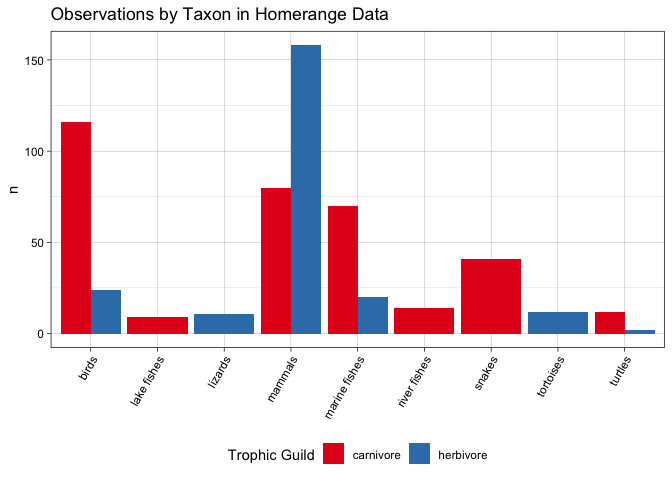 Observations by Taxon in Homerange Data
150
100
50
0
n
birds
lake fishes
lizards
mammals
marine fishes
river fishes
snakes
tortoises
turtles
Trophic Guild carnivore herbivore